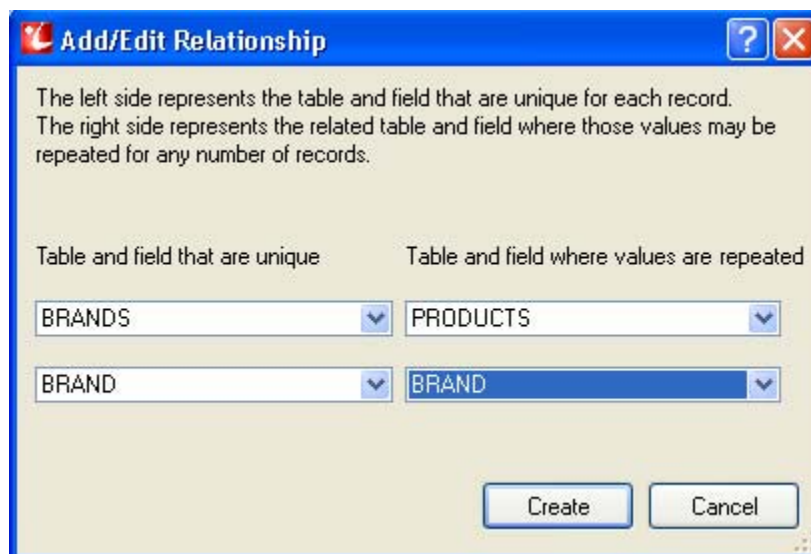 Add/Edit Relationship
The left side represents the table and field that are unique for each record.
The right side represents the related table and field where those values may be
repeated for any number of records.
Table and field that are unique Table and field where values are repeated
BRANDS PRODUCTS
BRAND BRAND
Create Cancel